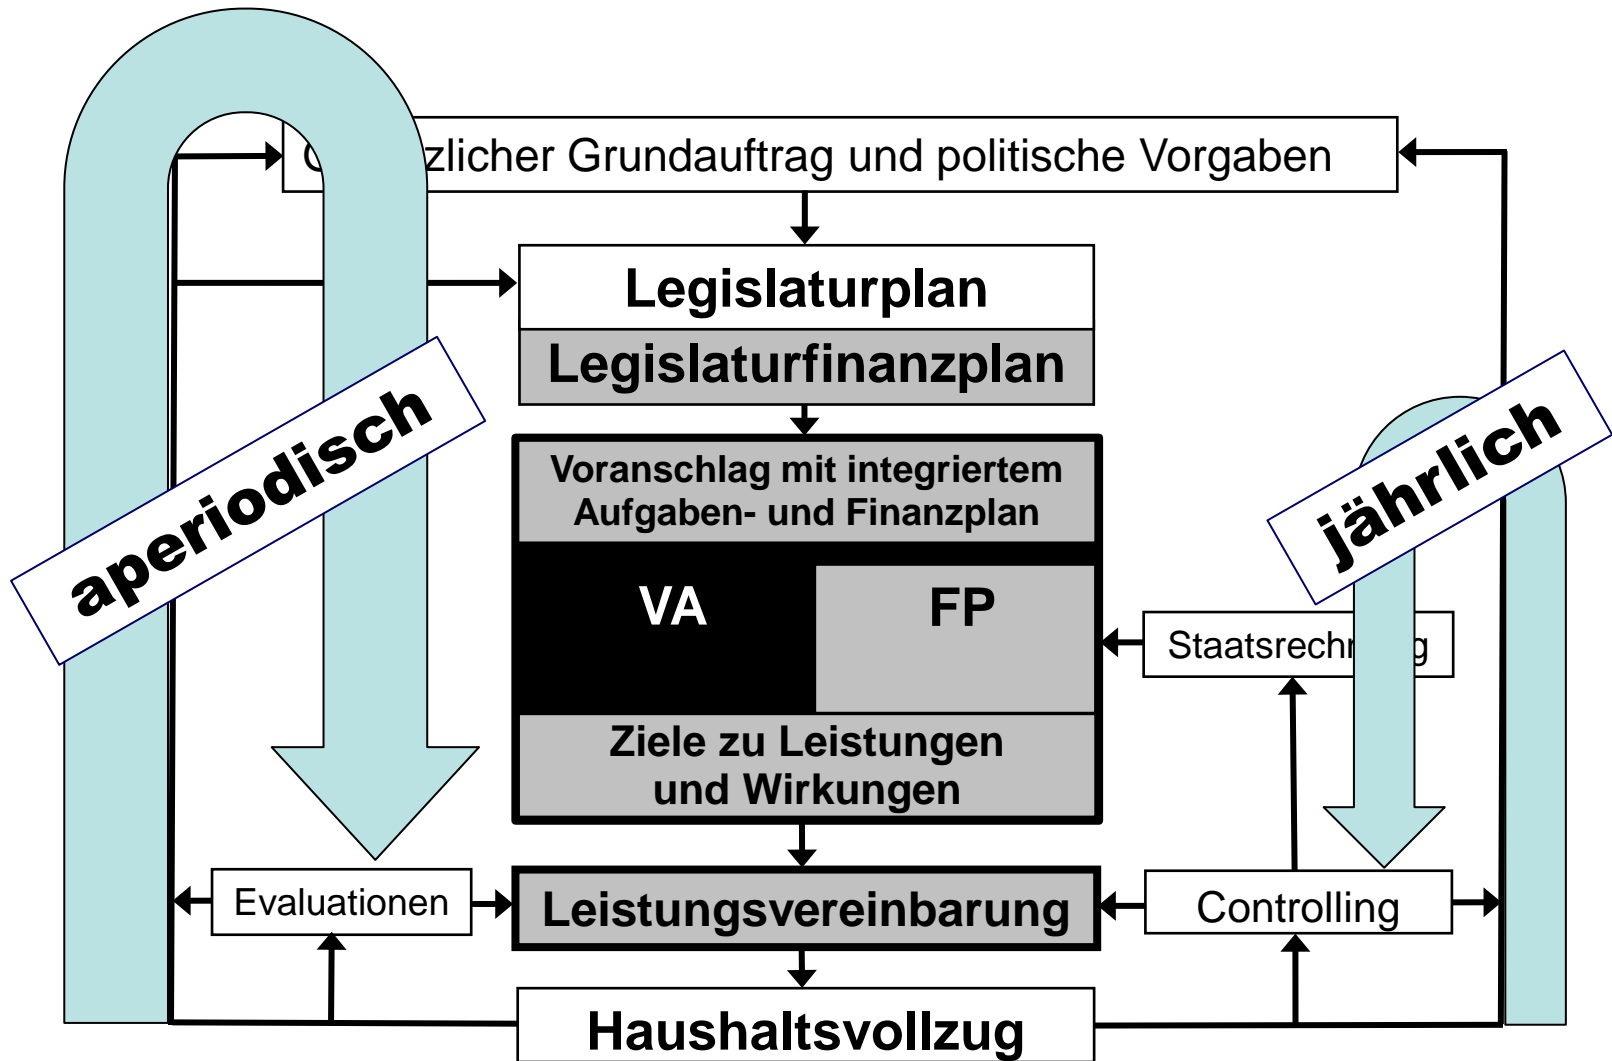 zlicher Grundauftrag und politische Vorgaben
Legislaturplan
Legislaturfinanzplan
aperiodisch
jährlich
Voranschlag mit integriertem
Aufgaben- und Finanzplan
VA
FP
Staatsrechnung
Ziele zu Leistungen
und Wirkungen
Evaluationen
Leistungsvereinbarung
Controlling
Haushaltsvollzug